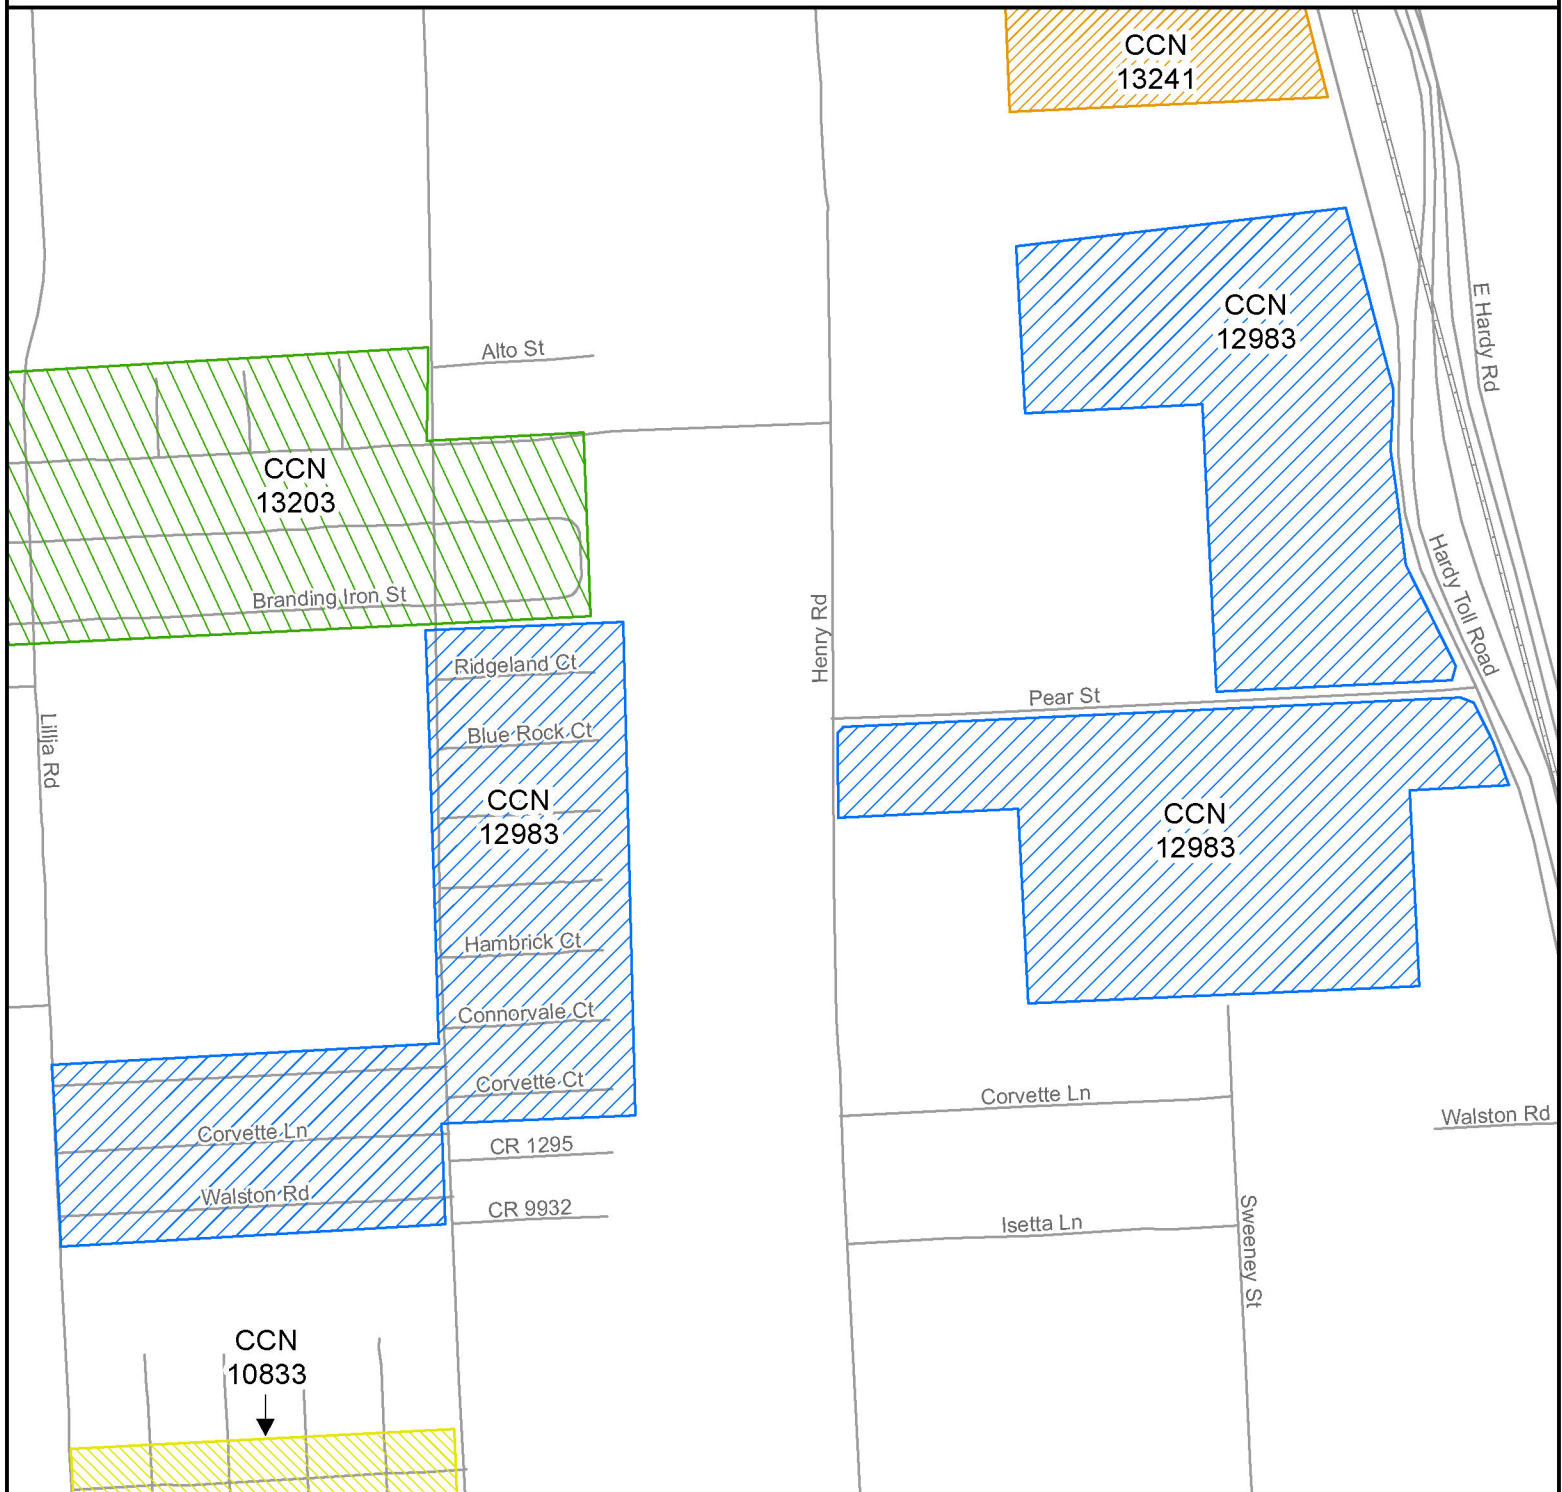 CCN
13241
CCN
12983
E Hardy Rd
Alto St
CCN
13203
Branding Iron St
Hardy Toll Road
Henry Rd
Ridgeland Ct
Pear St
Lillja Rd
Blue Rock Ct
CCN
12983
CCN
12983
Hambrick Ct
Connorvale Ct
Corvette Ct
Corvette Ln
Walston Rd
Corvette Ln
CR 1295
Walston Rd
CR 9932
Isetta Ln
Sweeney St
CCN
10833